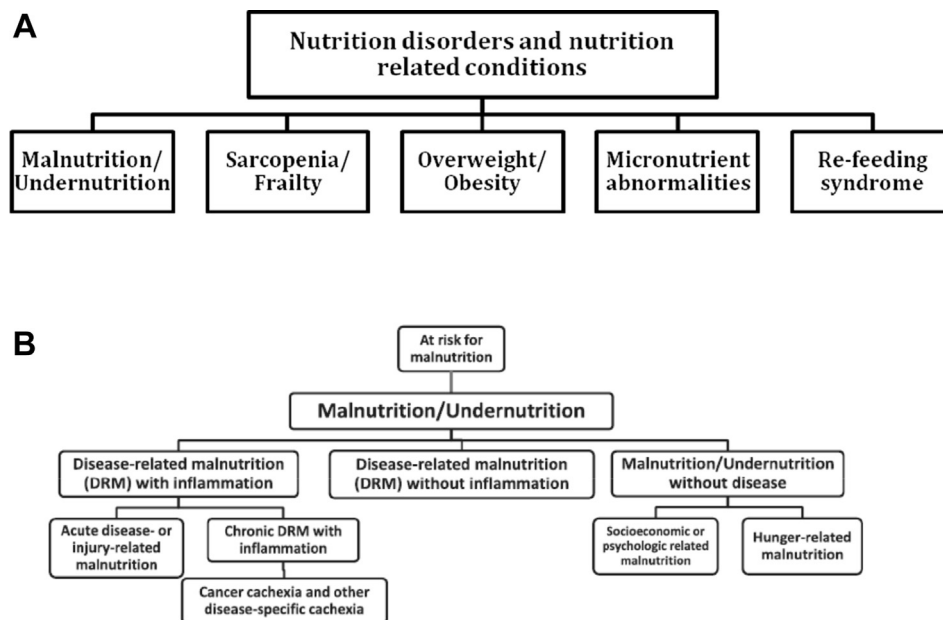 A
Nutrition disorders and nutrition
related conditions
Malnutrition/
Undernutrition
Sarcopenia/
Frailty
Overweight/
Obesity
Micronutrient
abnormalities
Re-feeding
syndrome
B
At risk for
malnutrition
Malnutrition/Undernutrition
Disease-related malnutrition
(DRM) with inflammation
Disease-related malnutrition
(DRM) without inflammation
Malnutrition/Undernutrition
without disease
Acute disease- or
injury-related
malnutrition
Chronic DRM with
inflammation
Socioeconomic or
psychologic related
malnutrition
Hunger-related
malnutrition
Cancer cachexia and other
disease-specific cachexia